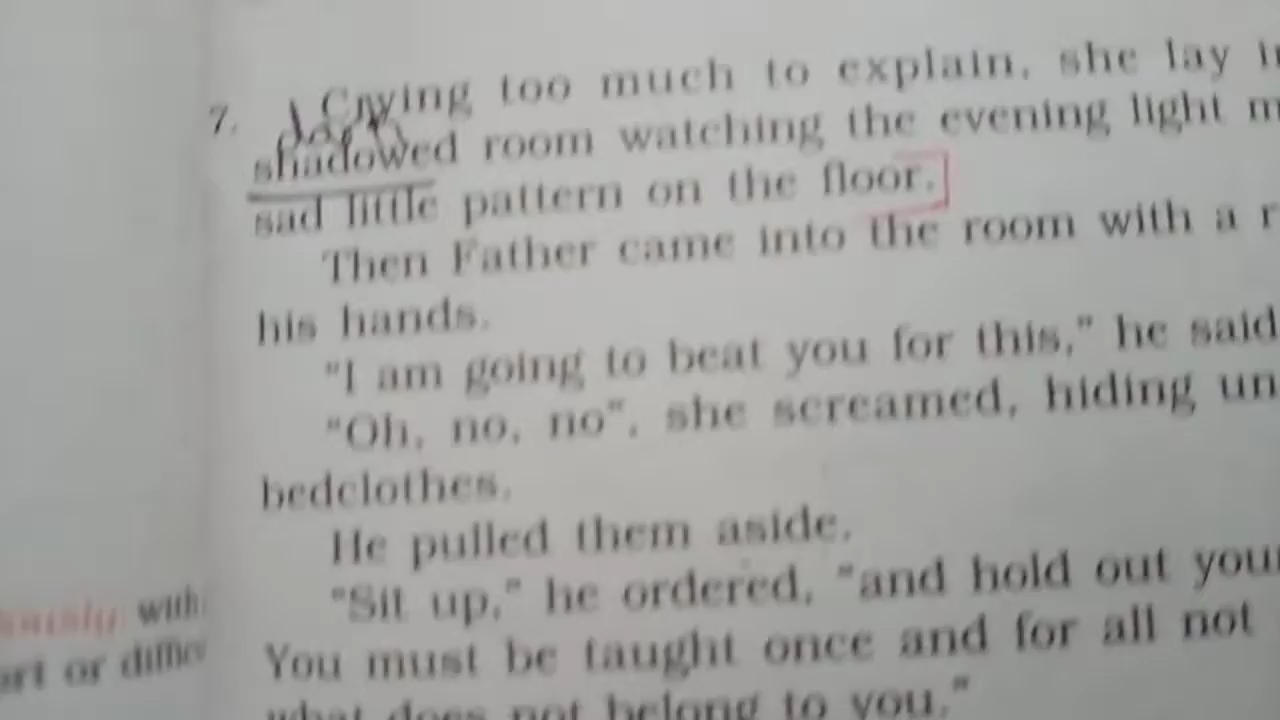 7. Crying too much to explain, she lay
dark
shadowed room watching the evening light
sad little pattern on the floor.
Then Father came into the room with a
his hands.
"I am going to beat you for this," he said
"Oh, no, no", she screamed, hiding un
bedclothes.
He pulled them aside.
"Sit up," he ordered, "and hold out you
You must be taught once and for all not
what does not belong to you."
with
art or